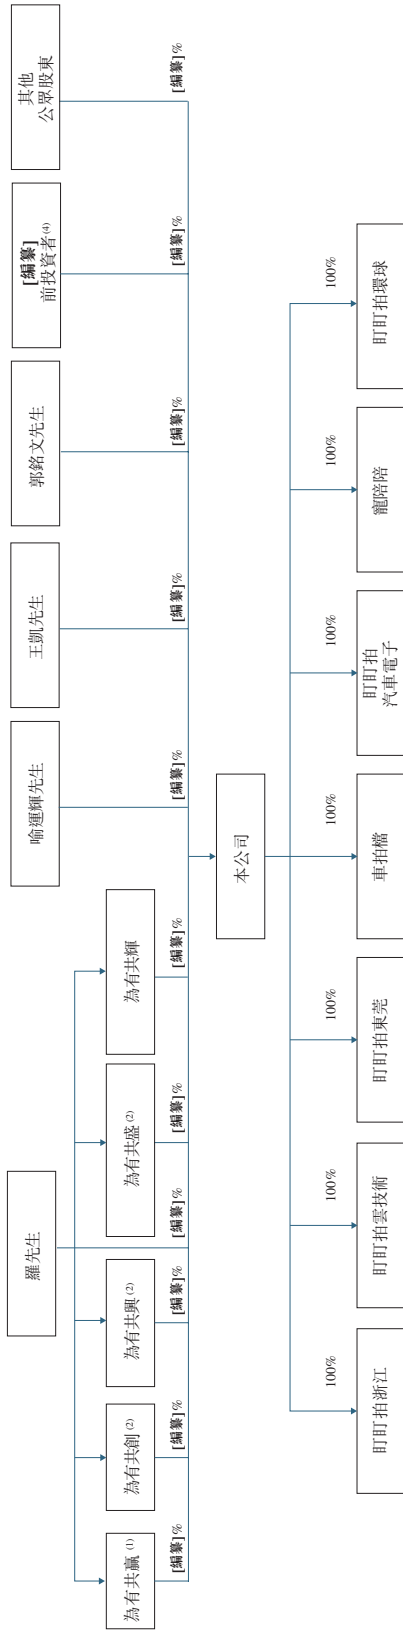 羅先生
喻運輝先生
王凱先生
郭銘文先生
[編纂]
前投資者(4)
其他
公眾股東
為有共贏(1)
為有共創(2)
為有共興(2)
為有共盛(2)
為有共輝
[編纂]%
[編纂]%
[編纂]%
[編纂]%
[編纂]%
[編纂]%
[編纂]%
[編纂]%
[編纂]%
[編纂]%
[編纂]%
本公司
100%
100%
100%
100%
100%
100%
100%
盯盯拍浙江
盯盯拍雲技術
盯盯拍東莞
車拍檔
盯盯拍
汽車電子
寵陪陪
盯盯拍環球